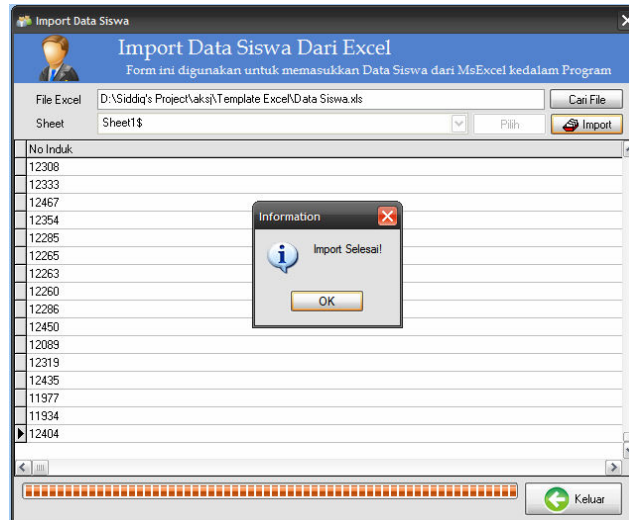 Import Data Siswa
Import Data Siswa Dari Excel
Form ini digunakan untuk memasukkan Data Siswa dari MsExcel kedalam Program
File Excel D:\Siddiq's Project\aksj\Template Excel\Data Siswa.xls Cari File
Sheet Sheet1$ Pilih Import
No Induk
12308
12333
12467
12354
12285
12265
12263
12260
12286
12450
12089
12319
12435
11977
11934
12404
Information
Import Selesai!
OK
Keluar